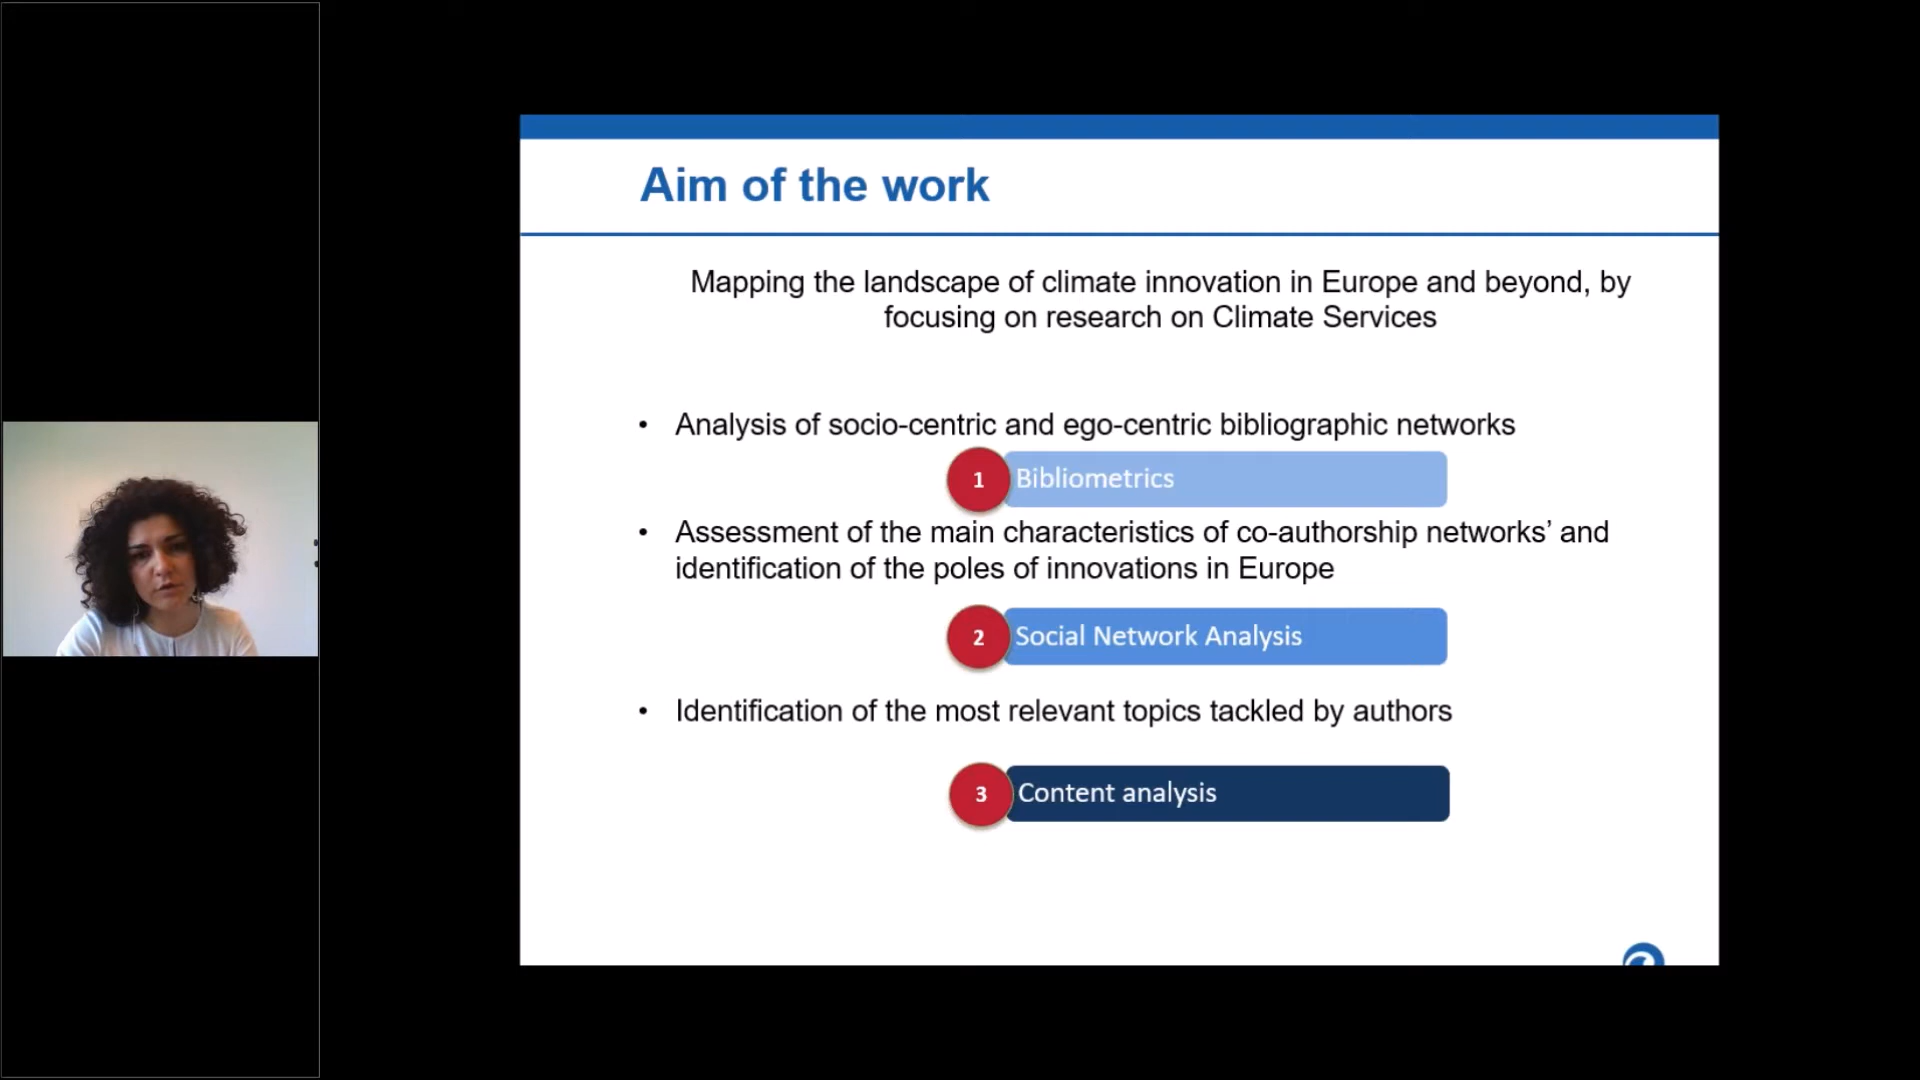 Aim of the work
Mapping the landscape of climate innovation in Europe and beyond, by
focusing on research on Climate Services
• Analysis of socio-centric and ego-centric bibliographic networks
1 Bibliometrics
• Assessment of the main characteristics of co-authorship networks’ and
identification of the poles of innovations in Europe
2 Social Network Analysis
• Identification of the most relevant topics tackled by authors
3 Content analysis